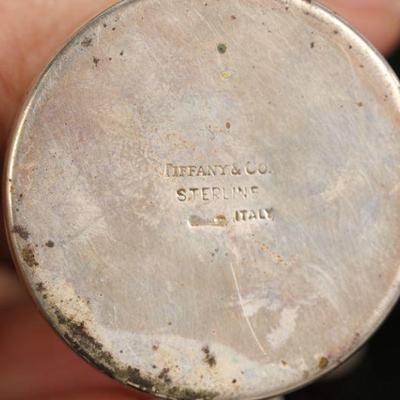 TIFFANY & CO.
STERLING
ITALY